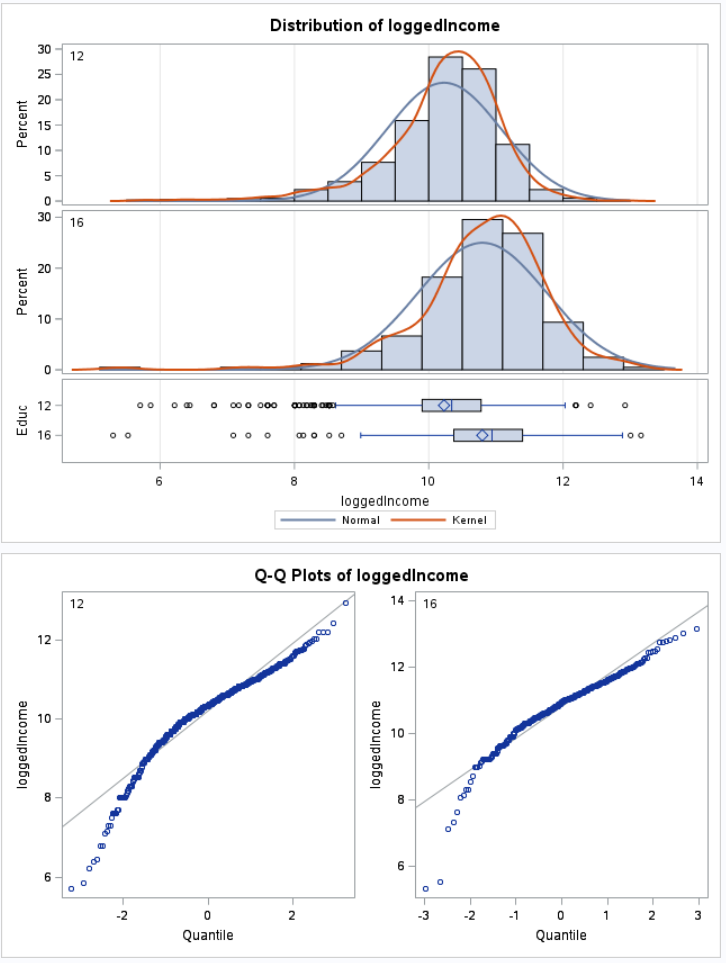 Distribution of loggedIncome
12
30
25
20
15
10
5
0
Percent
16
30
20
10
0
Percent
12
16
Educ
6 8 10 12 14
loggedIncome
Normal Kernel
Q-Q Plots of loggedIncome
12
12
10
8
6
loggedIncome
-2 0 2
Quantile
16
14
12
10
8
6
loggedIncome
-3 -2 -1 0 1 2 3
Quantile